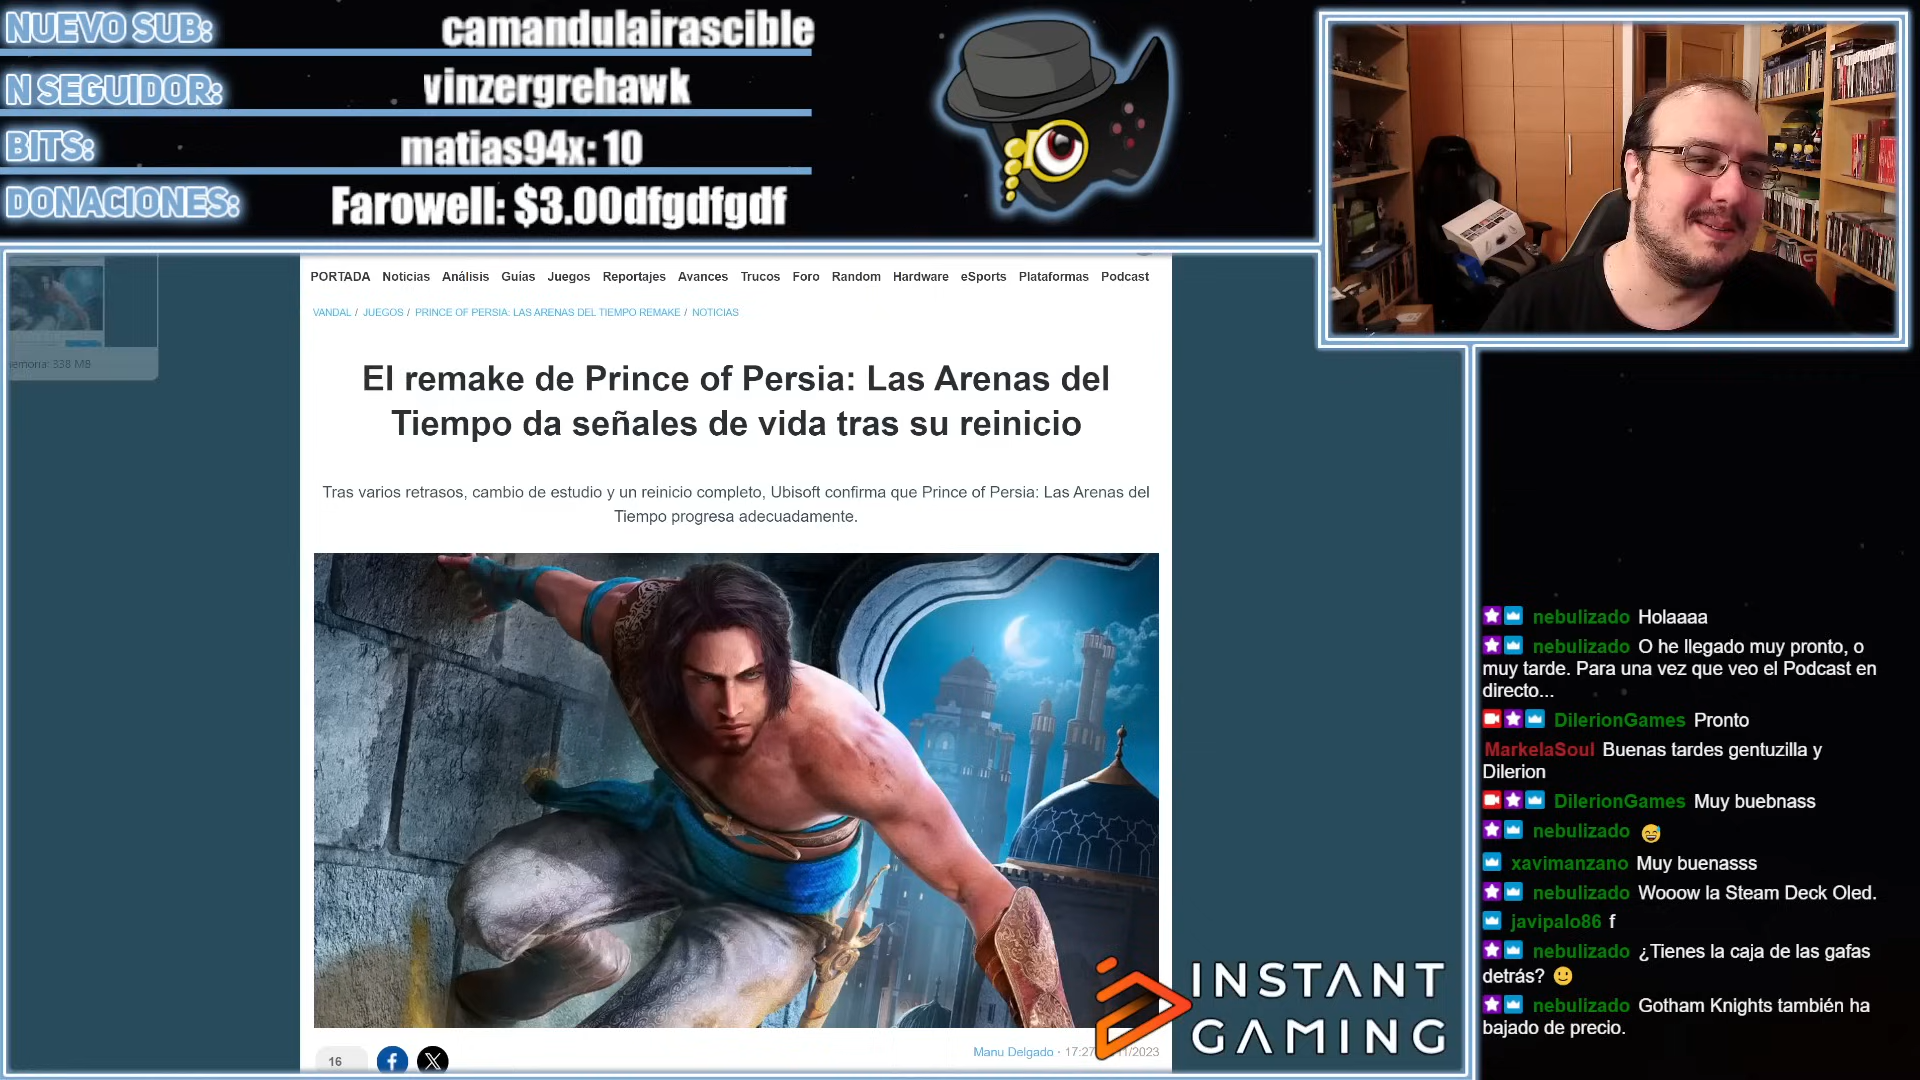 NUEVO SUB: camandulairascible
N SEGUIDOR: vinzergrehawk
BITS: matias94x: 10
DONACIONES: Farowell: $3.00dfgdfgdf
PORTADA Noticias Análisis Guías Juegos Reportajes Avances Trucos Foro Random Hardware eSports Plataformas Podcast
VANDAL / JUEGOS / PRINCE OF PERSIA: LAS ARENAS DEL TIEMPO REMAKE / NOTICIAS
El remake de Prince of Persia: Las Arenas del
Tiempo da señales de vida tras su reinicio
Tras varios retrasos, cambio de estudio y un reinicio completo, Ubisoft confirma que Prince of Persia: Las Arenas del
Tiempo progresa adecuadamente.
16
Manu Delgado · 17:27
11/2023
338 MB
INSTANT
GAMING
nebulizado Holaaaa
nebulizado O he llegado muy pronto, o
muy tarde. Para una vez que veo el Podcast en
directo...
DilerionGames Pronto
MarkelaSoul Buenas tardes gentuzilla y
Dilerion
DilerionGames Muy buebnass
nebulizado 😅
xavimanzano Muy buenasss
nebulizado Wooow la Steam Deck Oled.
javipalo86 f
nebulizado ¿Tienes la caja de las gafas
detrás? 🙂
nebulizado Gotham Knights también ha
bajado de precio.